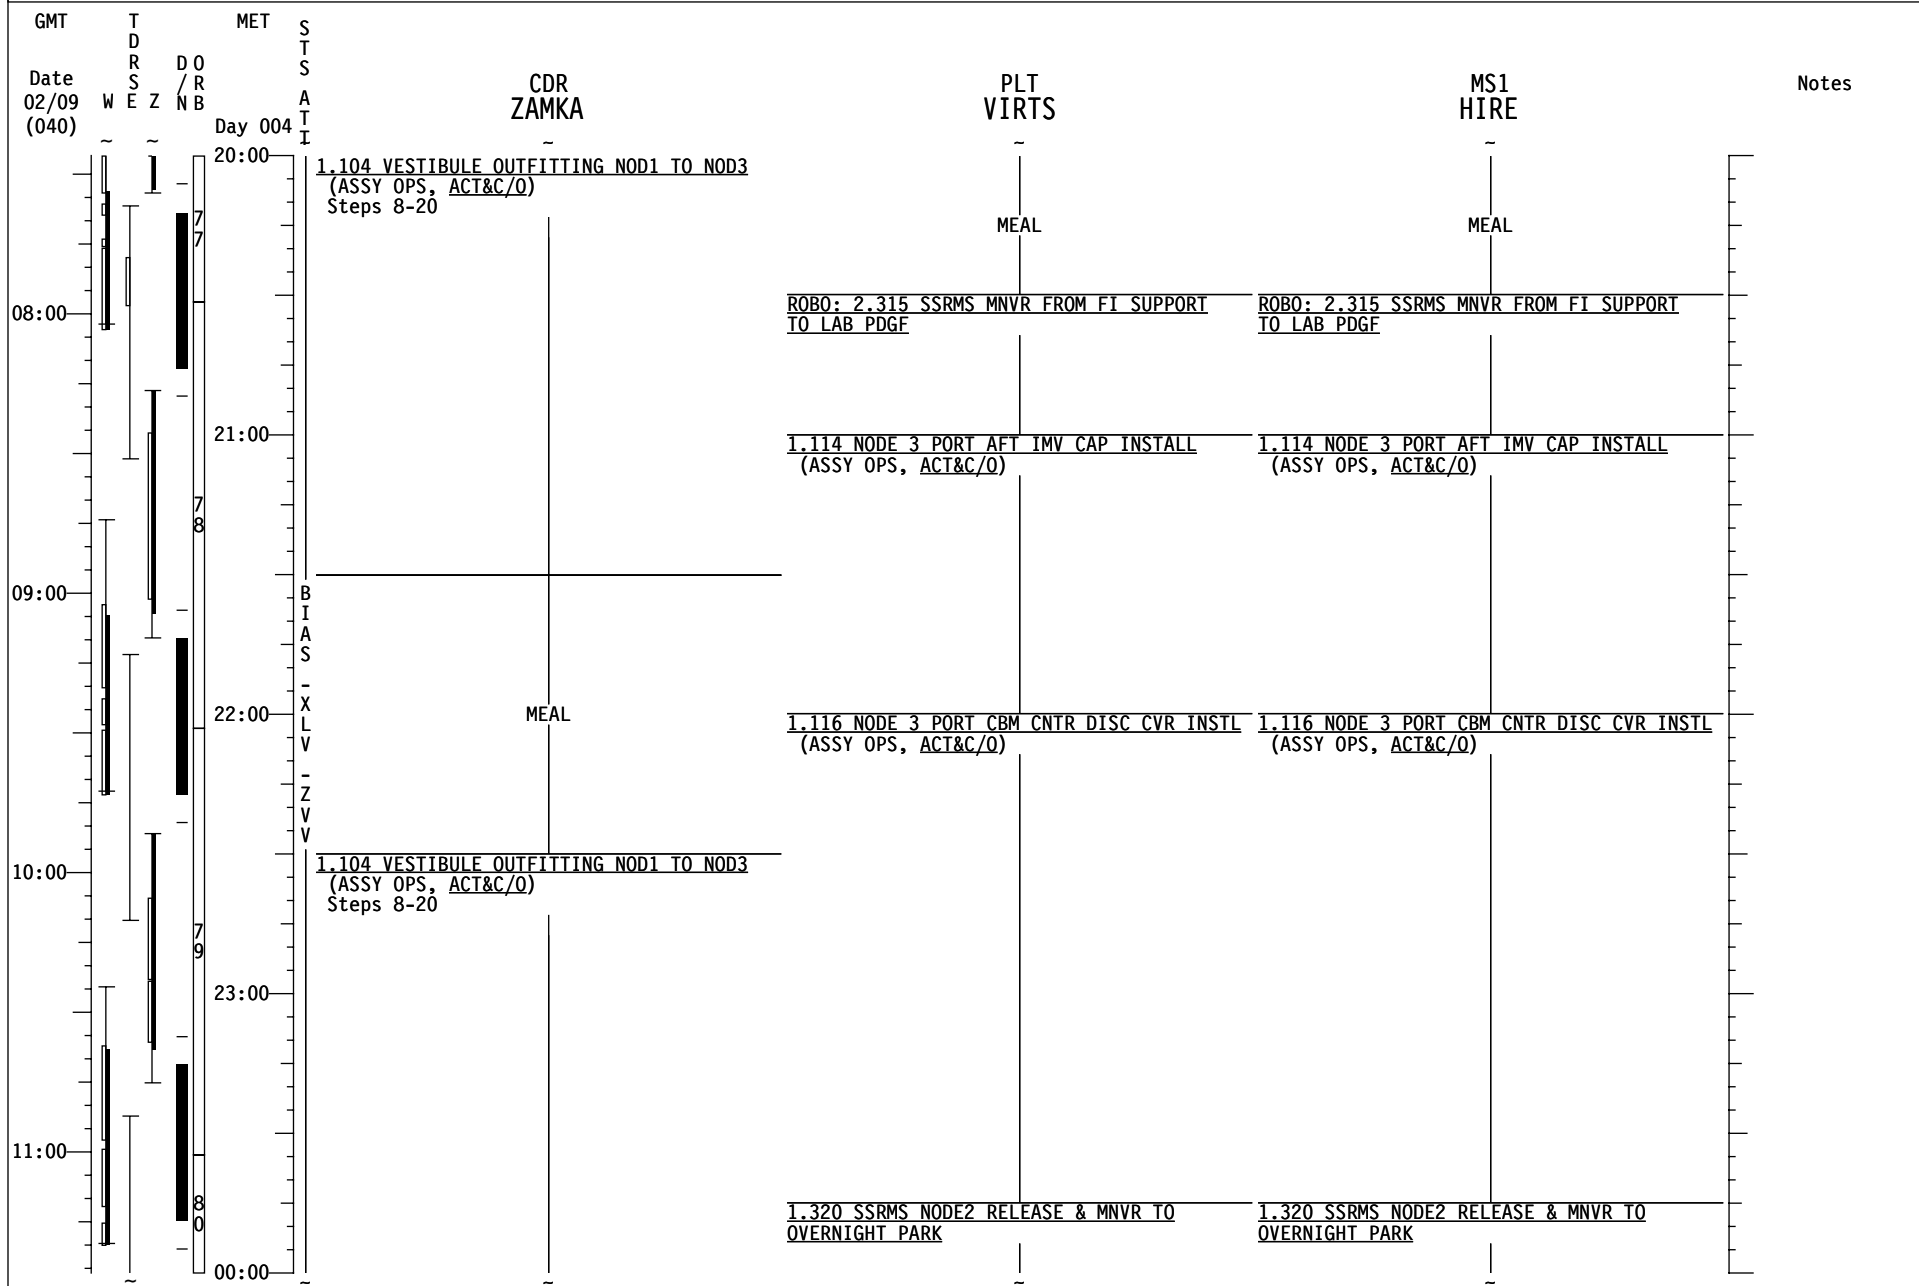 GMT
TDRS
MET
STS ATT
Date
02/09
(040)
W E Z
D/N
ORB
Day 004
CDR
ZAMKA
PLT
VIRTS
MS1
HIRE
Notes
~ ~ ~ ~ ~ ~
20:00
1.104 VESTIBULE OUTFITTING NOD1 TO NOD3
(ASSY OPS, ACT&C/O)
Steps 8-20
77
MEAL
MEAL
08:00
ROBO: 2.315 SSRMS MNVR FROM FI SUPPORT
TO LAB PDGF
ROBO: 2.315 SSRMS MNVR FROM FI SUPPORT
TO LAB PDGF
21:00
1.114 NODE 3 PORT AFT IMV CAP INSTALL
(ASSY OPS, ACT&C/O)
1.114 NODE 3 PORT AFT IMV CAP INSTALL
(ASSY OPS, ACT&C/O)
78
09:00
BIAS -XLV -ZVV
22:00
MEAL
1.116 NODE 3 PORT CBM CNTR DISC CVR INSTL
(ASSY OPS, ACT&C/O)
1.116 NODE 3 PORT CBM CNTR DISC CVR INSTL
(ASSY OPS, ACT&C/O)
10:00
1.104 VESTIBULE OUTFITTING NOD1 TO NOD3
(ASSY OPS, ACT&C/O)
Steps 8-20
79
23:00
11:00
80
1.320 SSRMS NODE2 RELEASE & MNVR TO
OVERNIGHT PARK
1.320 SSRMS NODE2 RELEASE & MNVR TO
OVERNIGHT PARK
00:00
~ ~ ~ ~ ~